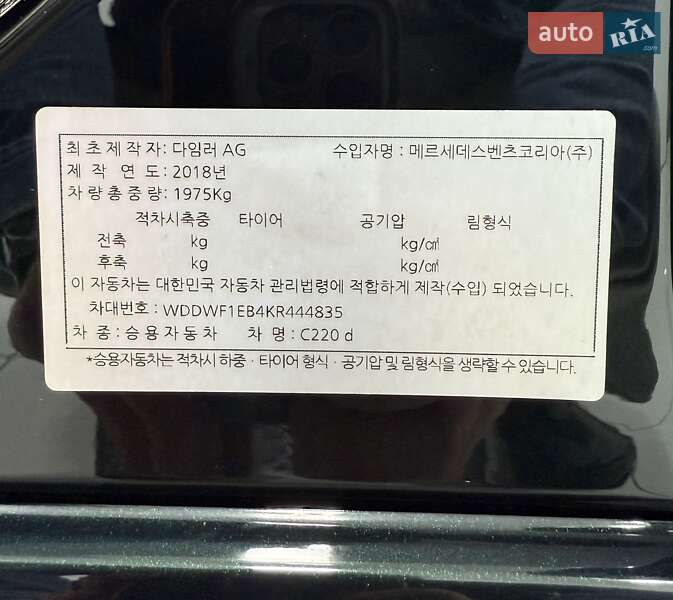 auto RIA .com
최초제작자: 다임러 AG 수입자명 : 메르세데스벤츠코리아(주)
제 작 연 도: 2018년
차량총중량: 1975Kg
적차시축중 타이어 공기압 림형식
전축 kg kg/㎠
후축 kg kg/㎠
이 자동차는 대한민국 자동차 관리법령에 적합하게 제작(수입) 되었습니다.
차대번호 : WDDWF1EB4KR444835
차 종 : 승용자동차 차 명 : C220 d
*승용자동차는 적차시 하중 · 타이어 형식 · 공기압 및 림형식을 생략할 수 있습니다.